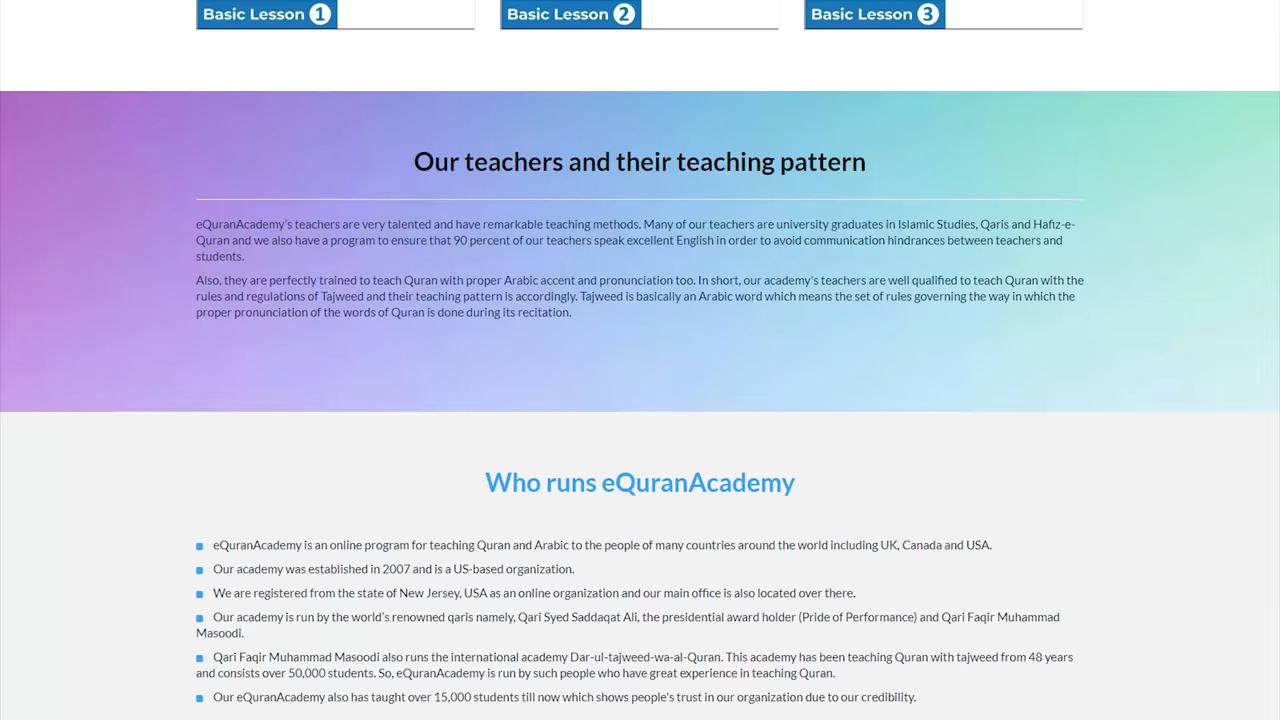 Basic Lesson 1 Basic Lesson 2 Basic Lesson 3
Our teachers and their teaching pattern
eQuranAcademy's teachers are very talented and have remarkable teaching methods. Many of our teachers are university graduates in Islamic Studies, Qaris and Hafiz-e-
Quran and we also have a program to ensure that 90 percent of our teachers speak excellent English in order to avoid communication hindrances between teachers and
students.
Also, they are perfectly trained to teach Quran with proper Arabic accent and pronunciation too. In short, our academy's teachers are well qualified to teach Quran with the
rules and regulations of Tajweed and their teaching pattern is accordingly. Tajweed is basically an Arabic word which means the set of rules governing the way in which the
proper pronunciation of the words of Quran is done during its recitation.
Who runs eQuranAcademy
eQuranAcademy is an online program for teaching Quran and Arabic to the people of many countries around the world including UK, Canada and USA.
Our academy was established in 2007 and is a US-based organization.
We are registered from the state of New Jersey, USA as an online organization and our main office is also located over there.
Our academy is run by the world's renowned qaris namely, Qari Syed Saddaqat Ali, the presidential award holder (Pride of Performance) and Qari Faqir Muhammad
Masoodi.
Qari Faqir Muhammad Masoodi also runs the international academy Dar-ul-tajweed-wa-al-Quran. This academy has been teaching Quran with tajweed from 48 years
and consists over 50,000 students. So, eQuranAcademy is run by such people who have great experience in teaching Quran.
Our eQuranAcademy also has taught over 15,000 students till now which shows people's trust in our organization due to our credibility.